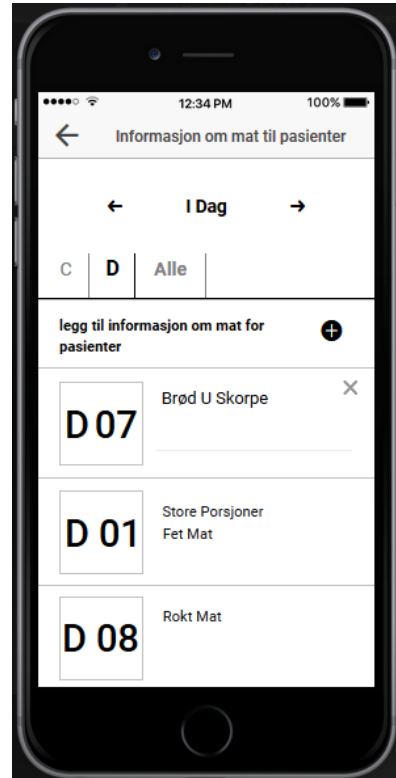 12:34 PM 100%
Informasjon om mat til pasienter
I Dag
C D Alle
legg til informasjon om mat for
pasienter
D 07
Brød U Skorpe
D 01
Store Porsjoner
Fet Mat
D 08
Rokt Mat